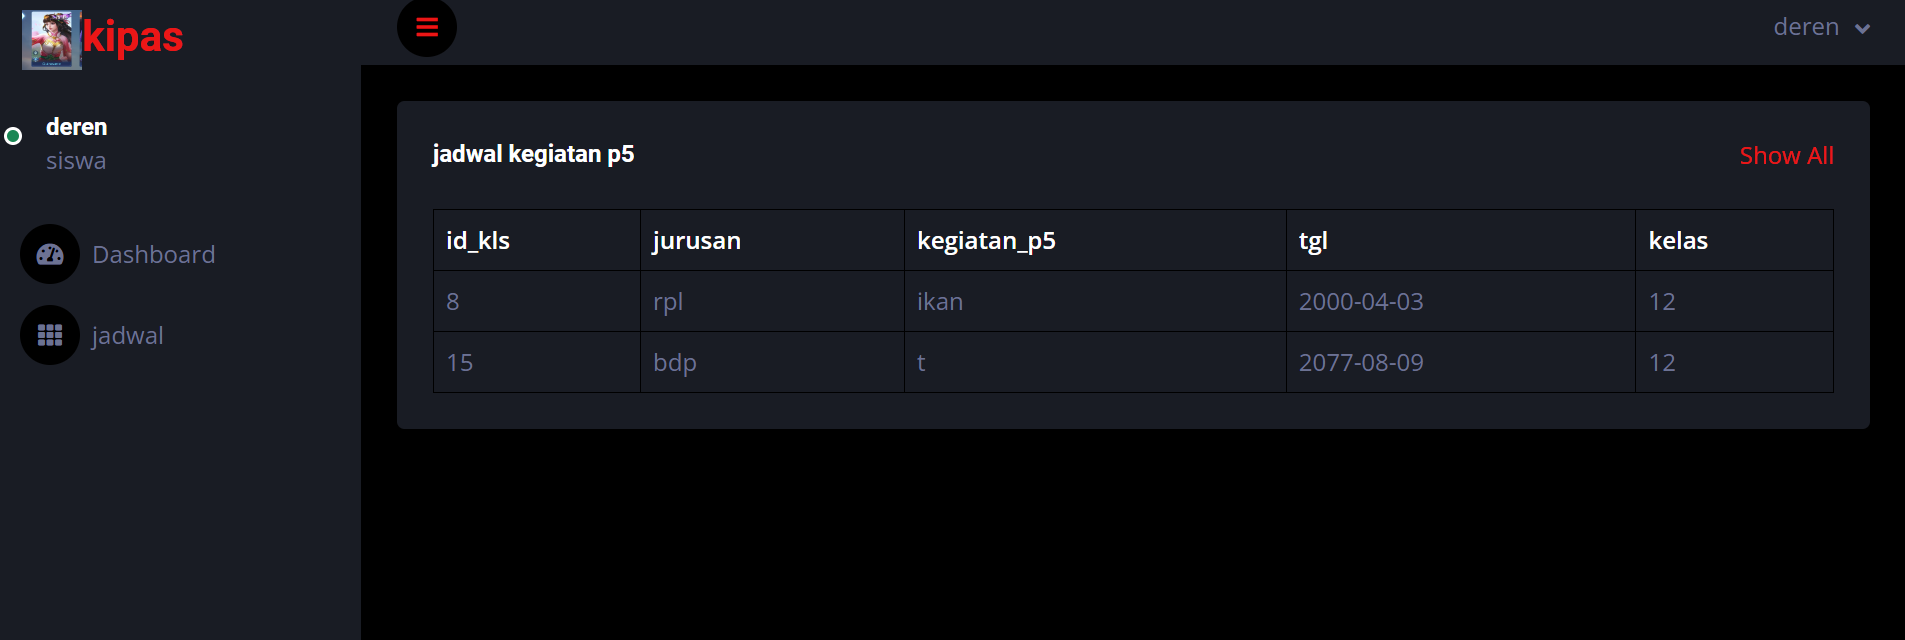 kipas
deren
deren
siswa
Dashboard
jadwal
jadwal kegiatan p5
Show All
id_kls jurusan kegiatan_p5 tgl kelas
8 rpl ikan 2000-04-03 12
15 bdp t 2077-08-09 12